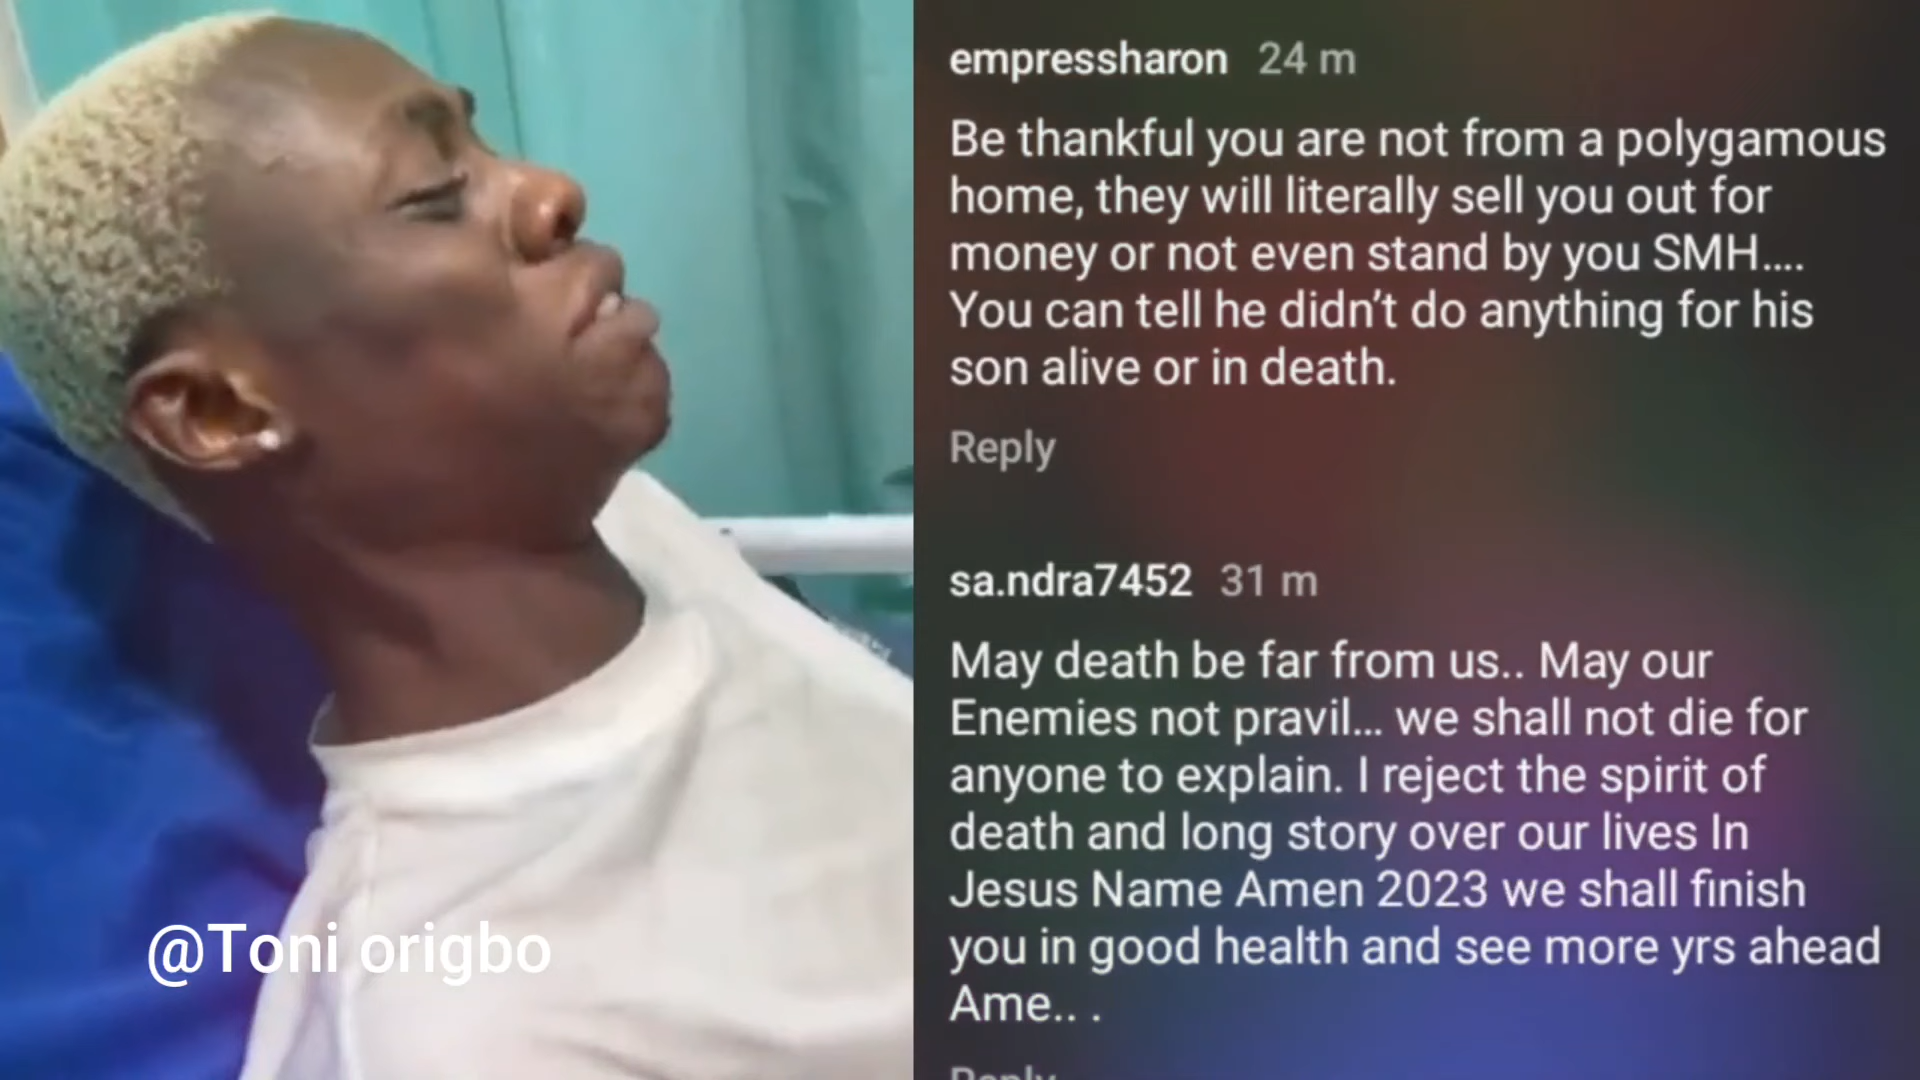 empressharon 24 m
Be thankful you are not from a polygamous
home, they will literally sell you out for
money or not even stand by you SMH....
You can tell he didn't do anything for his
son alive or in death.
Reply
sa.ndra7452 31 m
May death be far from us.. May our
Enemies not pravil... we shall not die for
anyone to explain. I reject the spirit of
death and long story over our lives In
Jesus Name Amen 2023 we shall finish
you in good health and see more yrs ahead
Ame.. .
Reply
@Toni origbo